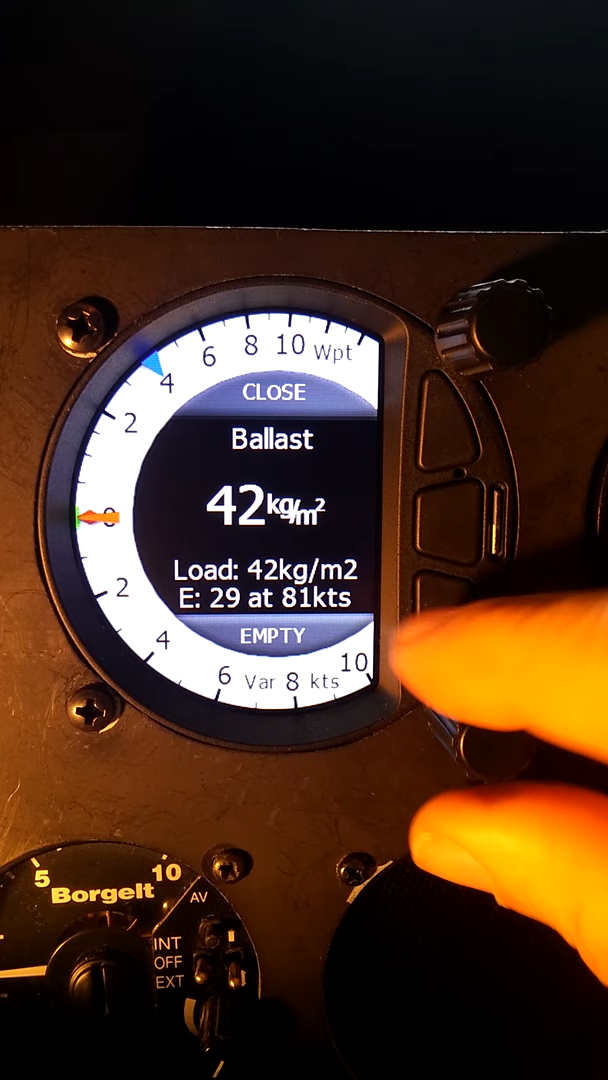 6 8 10 Wpt
4
2
0
2
4
6 Var 8 kts 10
CLOSE
Ballast
42kg/m²
Load: 42kg/m2
E: 29 at 81kts
EMPTY
5 10
Borgelt
AV
INT
OFF
EXT